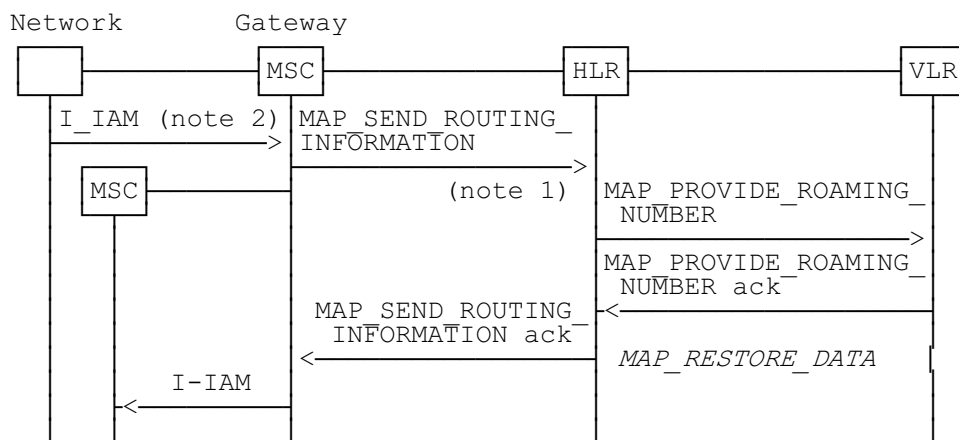 Network Gateway
MSC HLR VLR
I_IAM (note 2) MAP_SEND_ROUTING_
INFORMATION
MSC (note 1) MAP_PROVIDE_ROAMING_
NUMBER
MAP_PROVIDE_ROAMING_
NUMBER ack
MAP_SEND_ROUTING_
INFORMATION ack
MAP_RESTORE_DATA
I-IAM